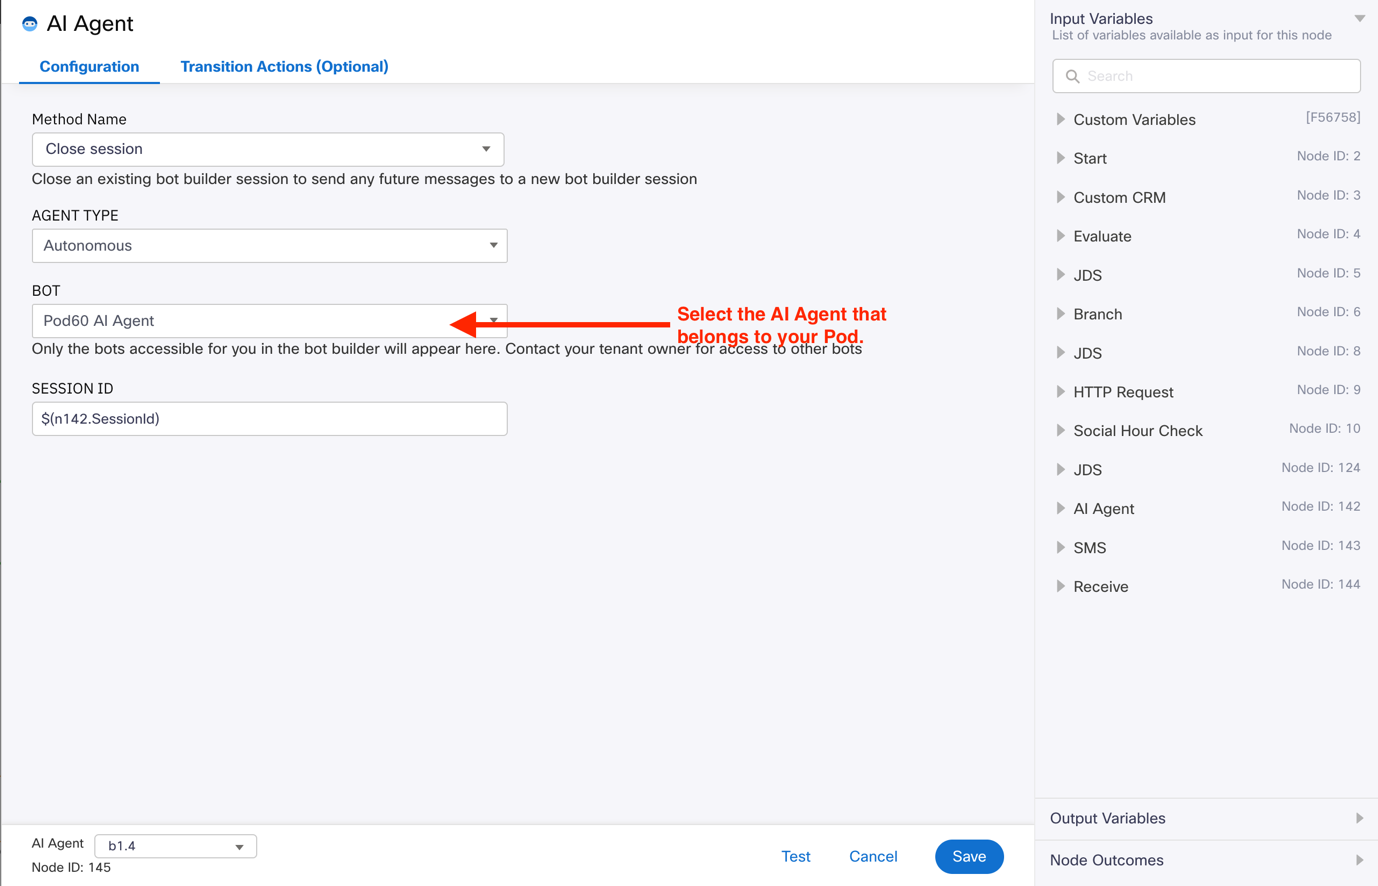 AI Agent
Configuration
Transition Actions (Optional)
Method Name
Close session
Close an existing bot builder session to send any future messages to a new bot builder session
AGENT TYPE
Autonomous
BOT
Pod60 AI Agent
Select the AI Agent that
belongs to your Pod.
Only the bots accessible for you in the bot builder will appear here. Contact your tenant owner for access to other bots
SESSION ID
$(n142.SessionId)
AI Agent
b1.4
Node ID: 145
Test
Cancel
Save
Input Variables
List of variables available as input for this node
Search
Custom Variables [F56758]
Start Node ID: 2
Custom CRM Node ID: 3
Evaluate Node ID: 4
JDS Node ID: 5
Branch Node ID: 6
JDS Node ID: 8
HTTP Request Node ID: 9
Social Hour Check Node ID: 10
JDS Node ID: 124
AI Agent Node ID: 142
SMS Node ID: 143
Receive Node ID: 144
Output Variables
Node Outcomes